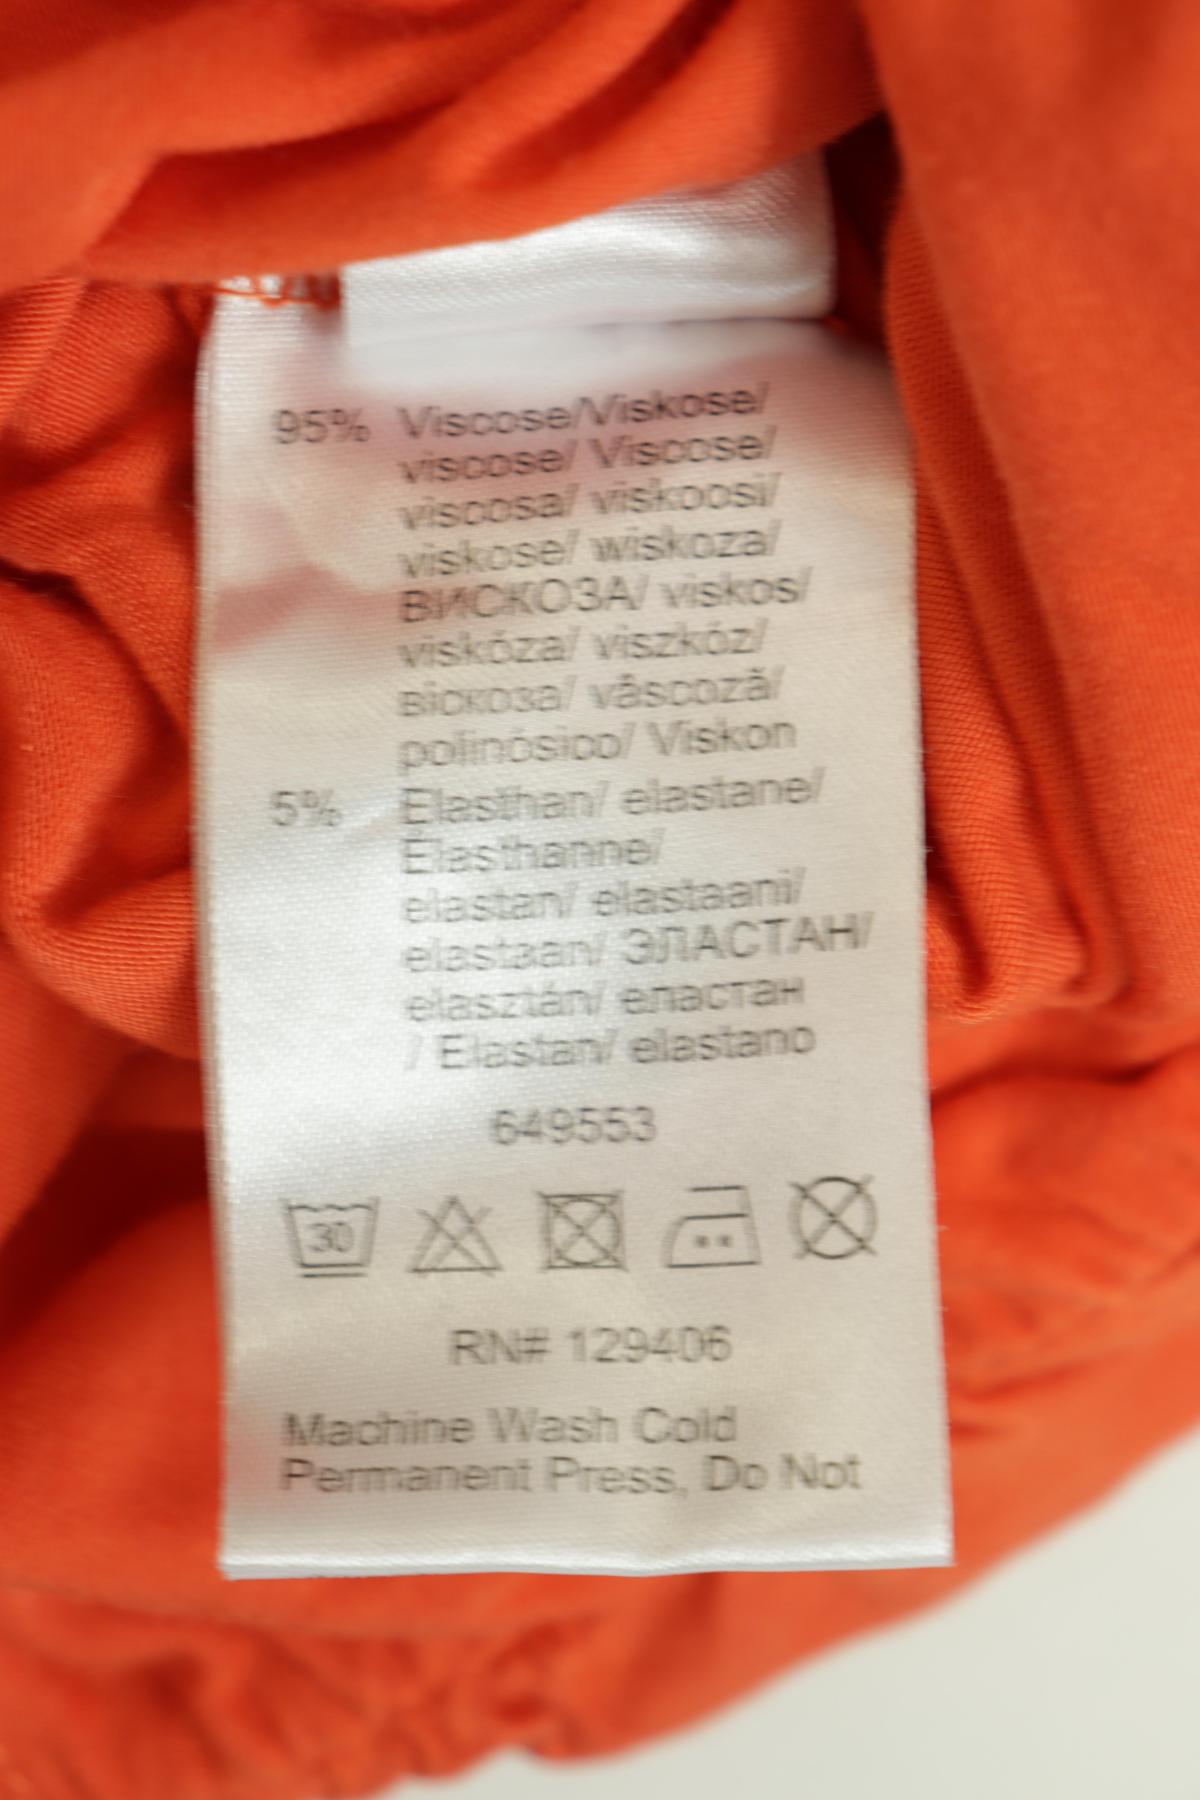 95% Viscose/Viskose/
viscose/ Viscose/
viscosa/ viskoosi/
viskose/ wiskoza/
ВИСКОЗА/ viskos/
viskóza/ viszkóz/
віскоза/ vâscoză/
polinósico/ Viskon
5% Elasthan/ elastane/
Élasthanne/
elastan/ elastaani/
elastaan/ ЭЛАСТАН/
elasztán/ еластан
/ Elastan/ elastano
649553
30
RN# 129406
Machine Wash Cold
Permanent Press, Do Not